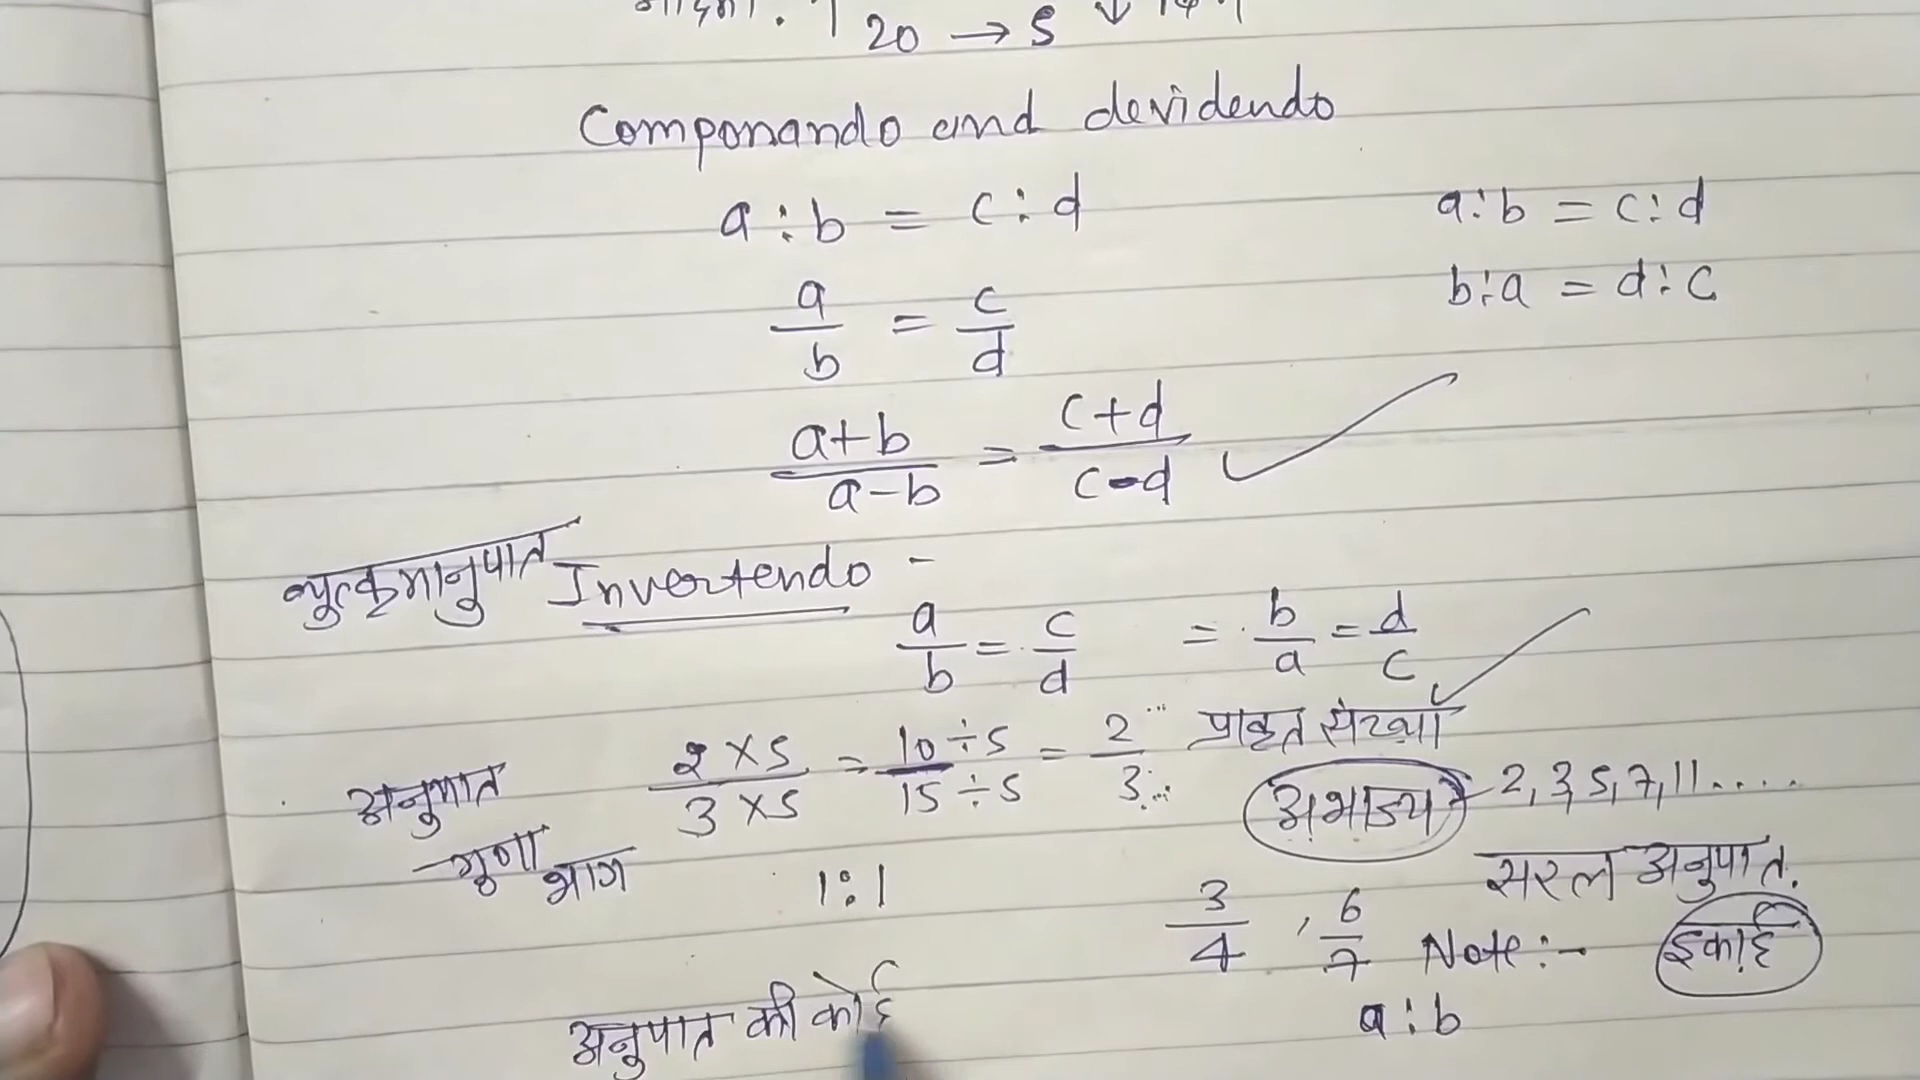 20 → 5 ↓
Componando and devidendo
a : b = c : d
a/b = c/d
(a+b)/(a-b) = (c+d)/(c-d) ✓
a:b = c:d
b:a = d:c
व्युत्क्रमानुपात Invertendo -
a/b = c/d = b/a = d/c ✓
अनुपात (2×5)/(3×5) = (10÷5)/(15÷5) = 2/3 प्राकृत संख्या
गुणा भाग 1:1
अभाज्य - 2, 3, 5, 7, 11.....
सरल अनुपात.
3/4 , 6/7 Note:- इकाई
a : b
अनुपात की कोई